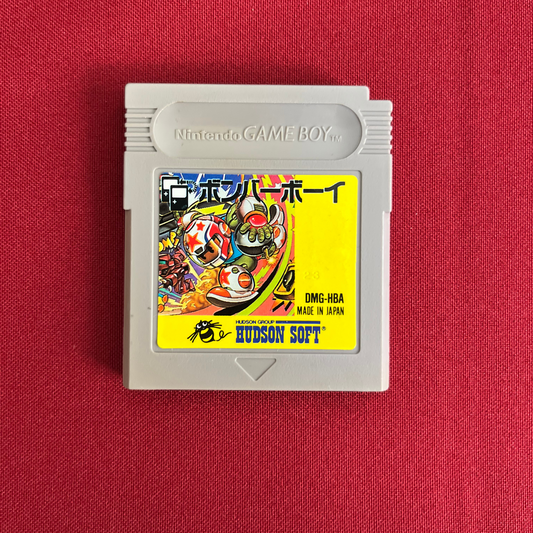 Nintendo GAME BOY TM
ボンバーボーイ
DMG-HBA
MADE IN JAPAN
HUDSON GROUP
HUDSON SOFT®